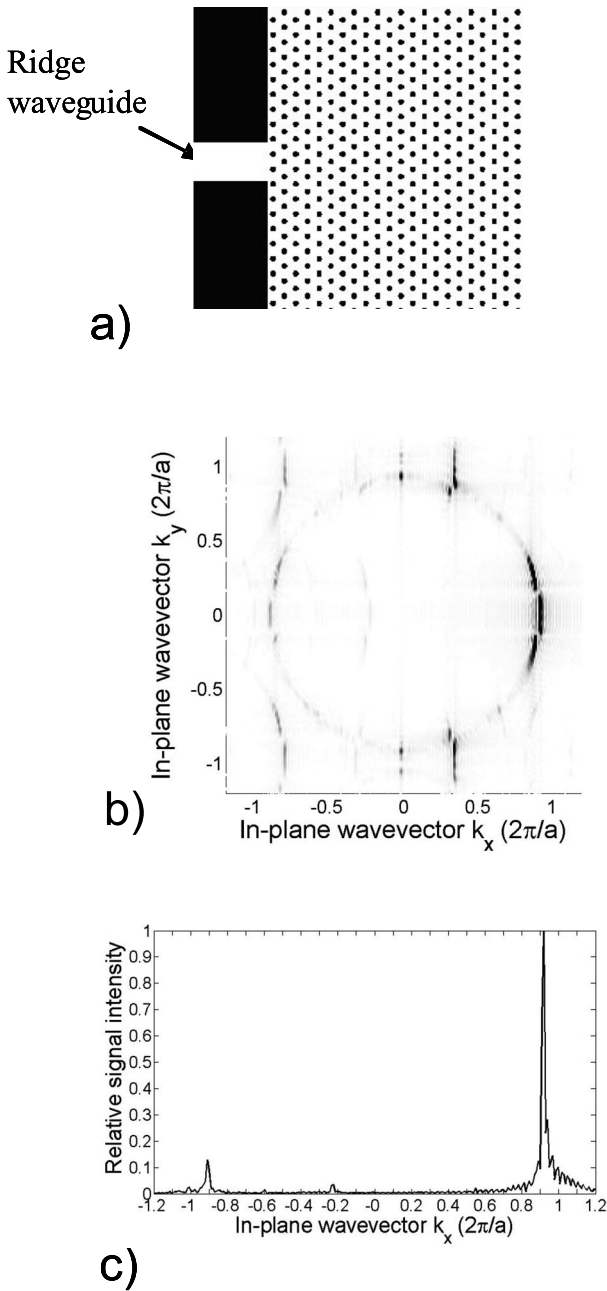 Ridge
waveguide
a)
1
0.5
0
-0.5
-1
In-plane wavevector ky (2π/a)
-1
-0.5
0
0.5
1
In-plane wavevector kx (2π/a)
b)
1
0.9
0.8
0.7
0.6
0.5
0.4
0.3
0.2
0.1
0
Relative signal intensity
-1.2 -1 -0.8 -0.6 -0.4 -0.2 -0 0.2 0.4 0.6 0.8 1 1.2
In-plane wavevector kx (2π/a)
c)